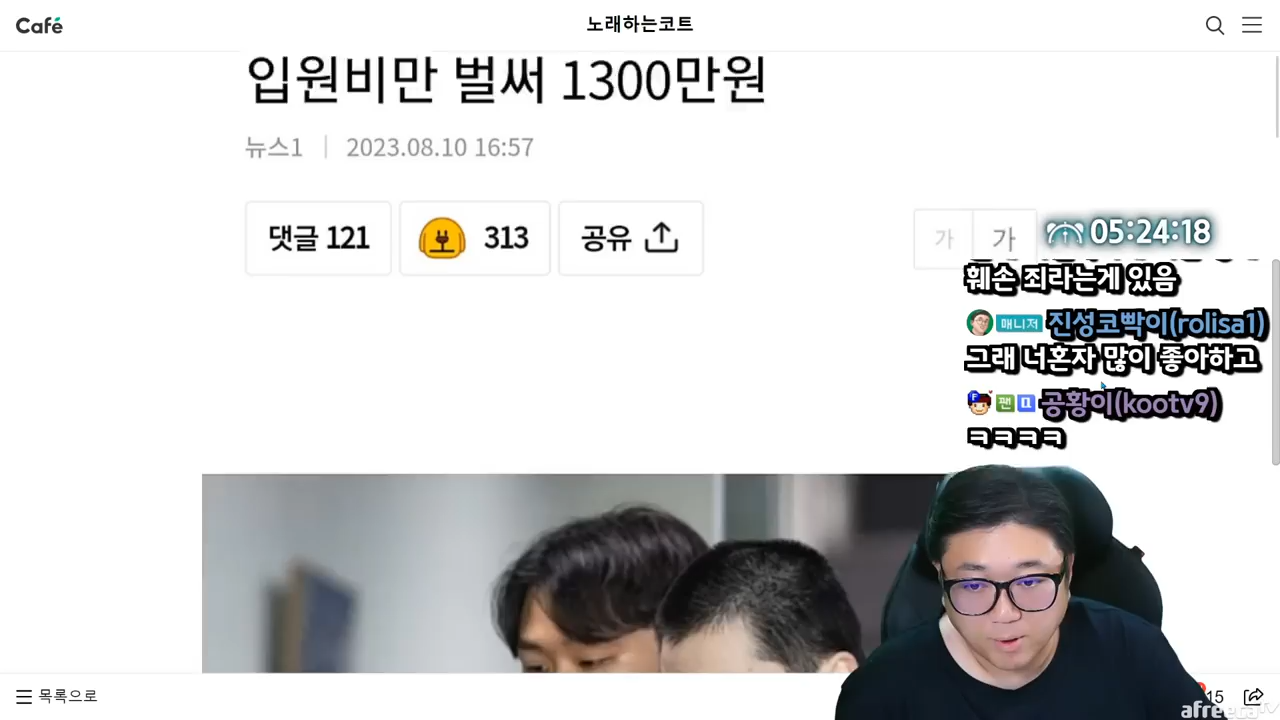 Café
노래하는코트
입원비만 벌써 1300만원
뉴스1 | 2023.08.10 16:57
댓글 121
313
공유
가 가
05:24:18
훼손 죄라는게 있음
매니저 진성코빡이(rolisa1)
그래 너혼자 많이 좋아하고
F 팬 공황이(kootv9)
ㅋㅋㅋㅋ
목록으로
15
afreecaTV